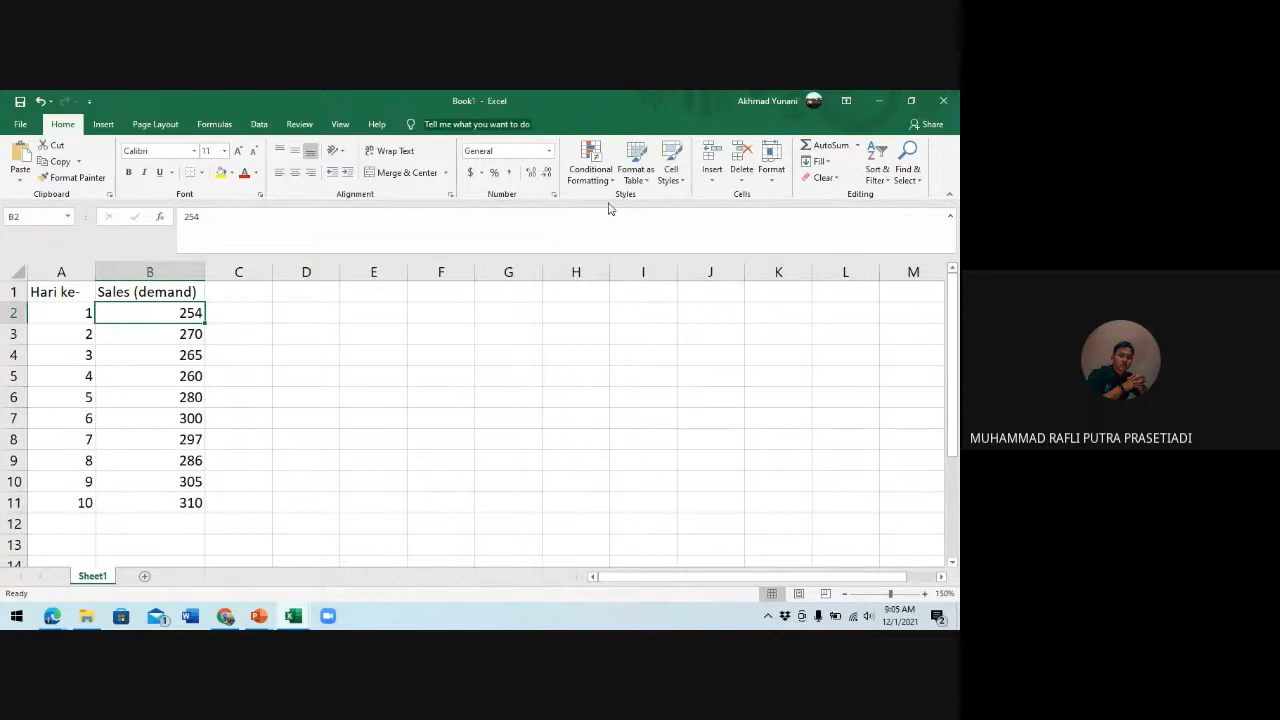 Book1 - Excel
Akhmad Yunani
File Home Insert Page Layout Formulas Data Review View Help Tell me what you want to do Share
Paste
Cut
Copy
Format Painter
Clipboard
Calibri 11
B I U
Font
Wrap Text
Merge & Center
Alignment
General
$ % ,
Number
Conditional Formatting
Format as Table
Cell Styles
Styles
Insert Delete Format
Cells
AutoSum
Fill
Clear
Sort & Filter
Find & Select
Editing
B2 fx 254
A B C D E F G H I J K L M
1 Hari ke- Sales (demand)
2 1 254
3 2 270
4 3 265
5 4 260
6 5 280
7 6 300
8 7 297
9 8 286
10 9 305
11 10 310
12
13
14
Sheet1
Ready
150%
9:05 AM
12/1/2021
MUHAMMAD RAFLI PUTRA PRASETIADI